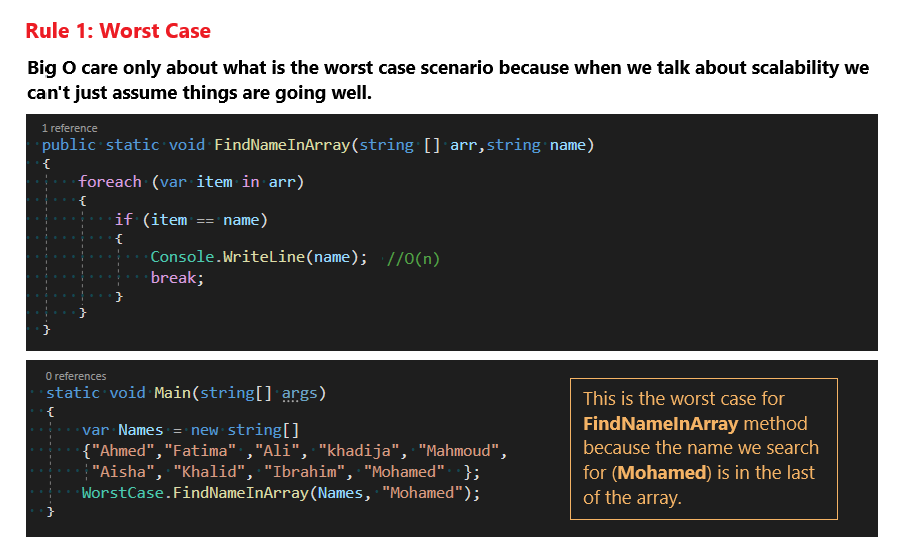 Rule 1: Worst Case
Big O care only about what is the worst case scenario because when we talk about scalability we
can't just assume things are going well.
1 reference
public static void FindNameInArray(string [] arr,string name)
{
foreach (var item in arr)
{
if (item == name)
{
Console.WriteLine(name); //O(n)
break;
}
}
}
0 references
static void Main(string[] args)
{
var Names = new string[]
{"Ahmed","Fatima" ,"Ali", "khadija", "Mahmoud",
"Aisha", "Khalid", "Ibrahim", "Mohamed" };
WorstCase.FindNameInArray(Names, "Mohamed");
}
This is the worst case for
FindNameInArray method
because the name we search
for (Mohamed) is in the last
of the array.